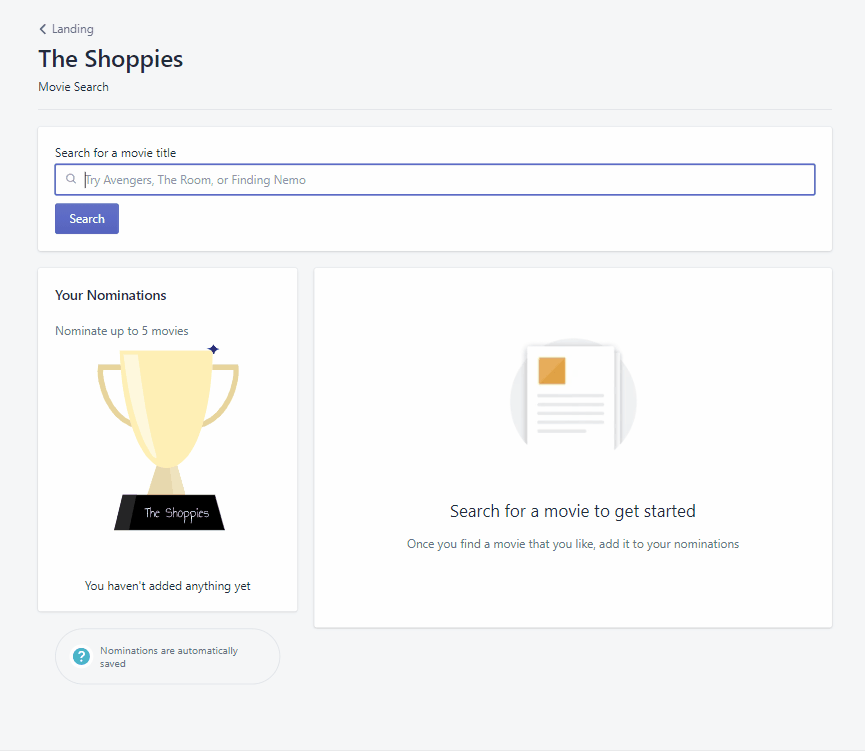 Landing
The Shoppies
Movie Search
Search for a movie title
Try Avengers, The Room, or Finding Nemo
Search
Your Nominations
Nominate up to 5 movies
The Shoppies
You haven't added anything yet
Search for a movie to get started
Once you find a movie that you like, add it to your nominations
?
Nominations are automatically
saved